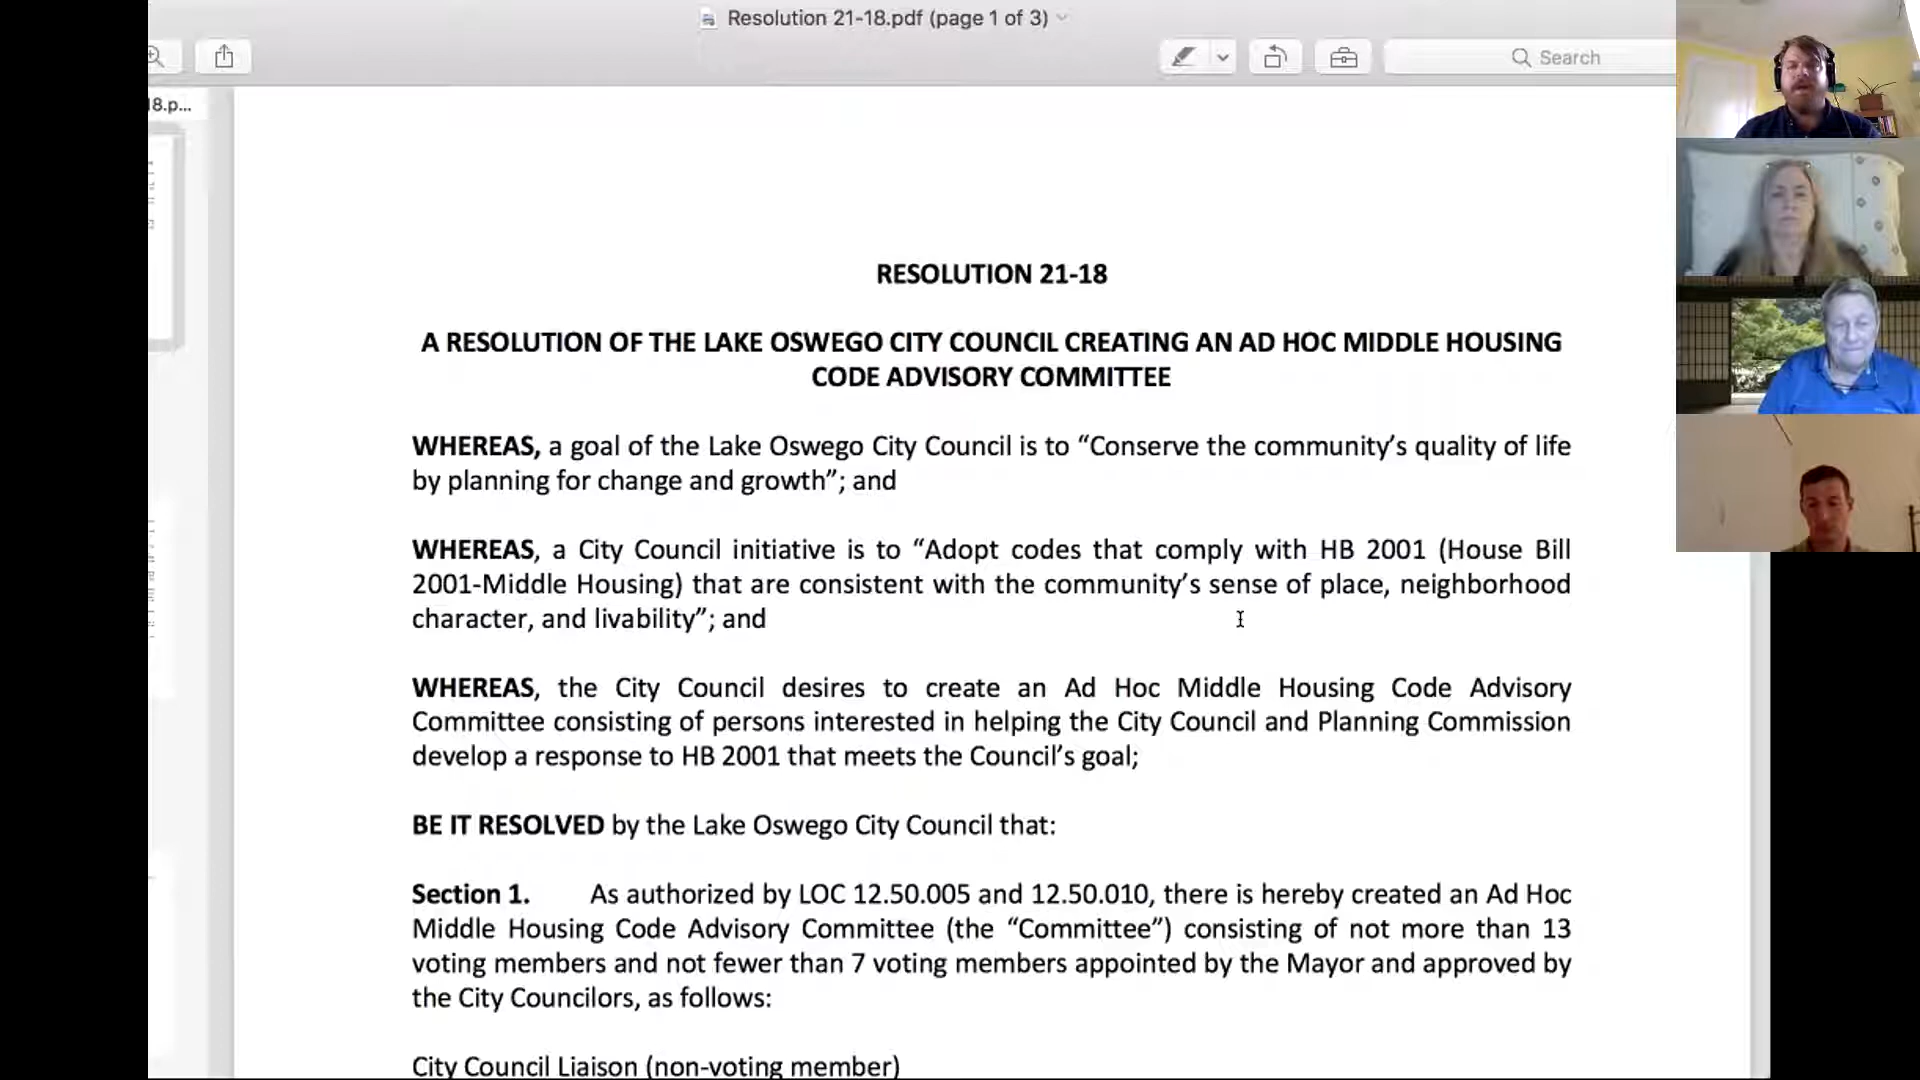 Resolution 21-18.pdf (page 1 of 3)
Search
18.p...
RESOLUTION 21-18
A RESOLUTION OF THE LAKE OSWEGO CITY COUNCIL CREATING AN AD HOC MIDDLE HOUSING
CODE ADVISORY COMMITTEE
WHEREAS, a goal of the Lake Oswego City Council is to “Conserve the community’s quality of life
by planning for change and growth”; and
WHEREAS, a City Council initiative is to “Adopt codes that comply with HB 2001 (House Bill
2001-Middle Housing) that are consistent with the community’s sense of place, neighborhood
character, and livability”; and
WHEREAS, the City Council desires to create an Ad Hoc Middle Housing Code Advisory
Committee consisting of persons interested in helping the City Council and Planning Commission
develop a response to HB 2001 that meets the Council’s goal;
BE IT RESOLVED by the Lake Oswego City Council that:
Section 1. As authorized by LOC 12.50.005 and 12.50.010, there is hereby created an Ad Hoc
Middle Housing Code Advisory Committee (the “Committee”) consisting of not more than 13
voting members and not fewer than 7 voting members appointed by the Mayor and approved by
the City Councilors, as follows:
City Council Liaison (non-voting member)